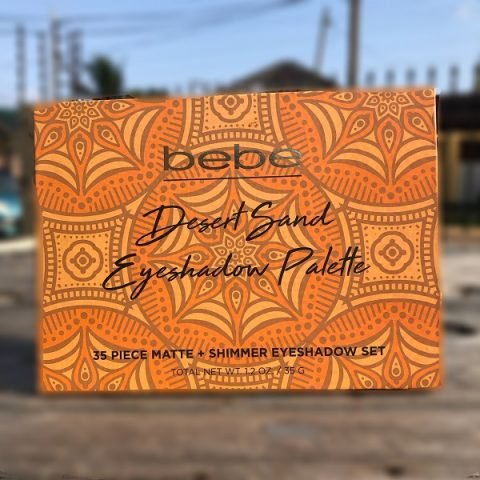 bebe
Desert Sand
Eyeshadow Palette
35 PIECE MATTE + SHIMMER EYESHADOW SET
TOTAL NET WT 1.2 OZ. / 35 G